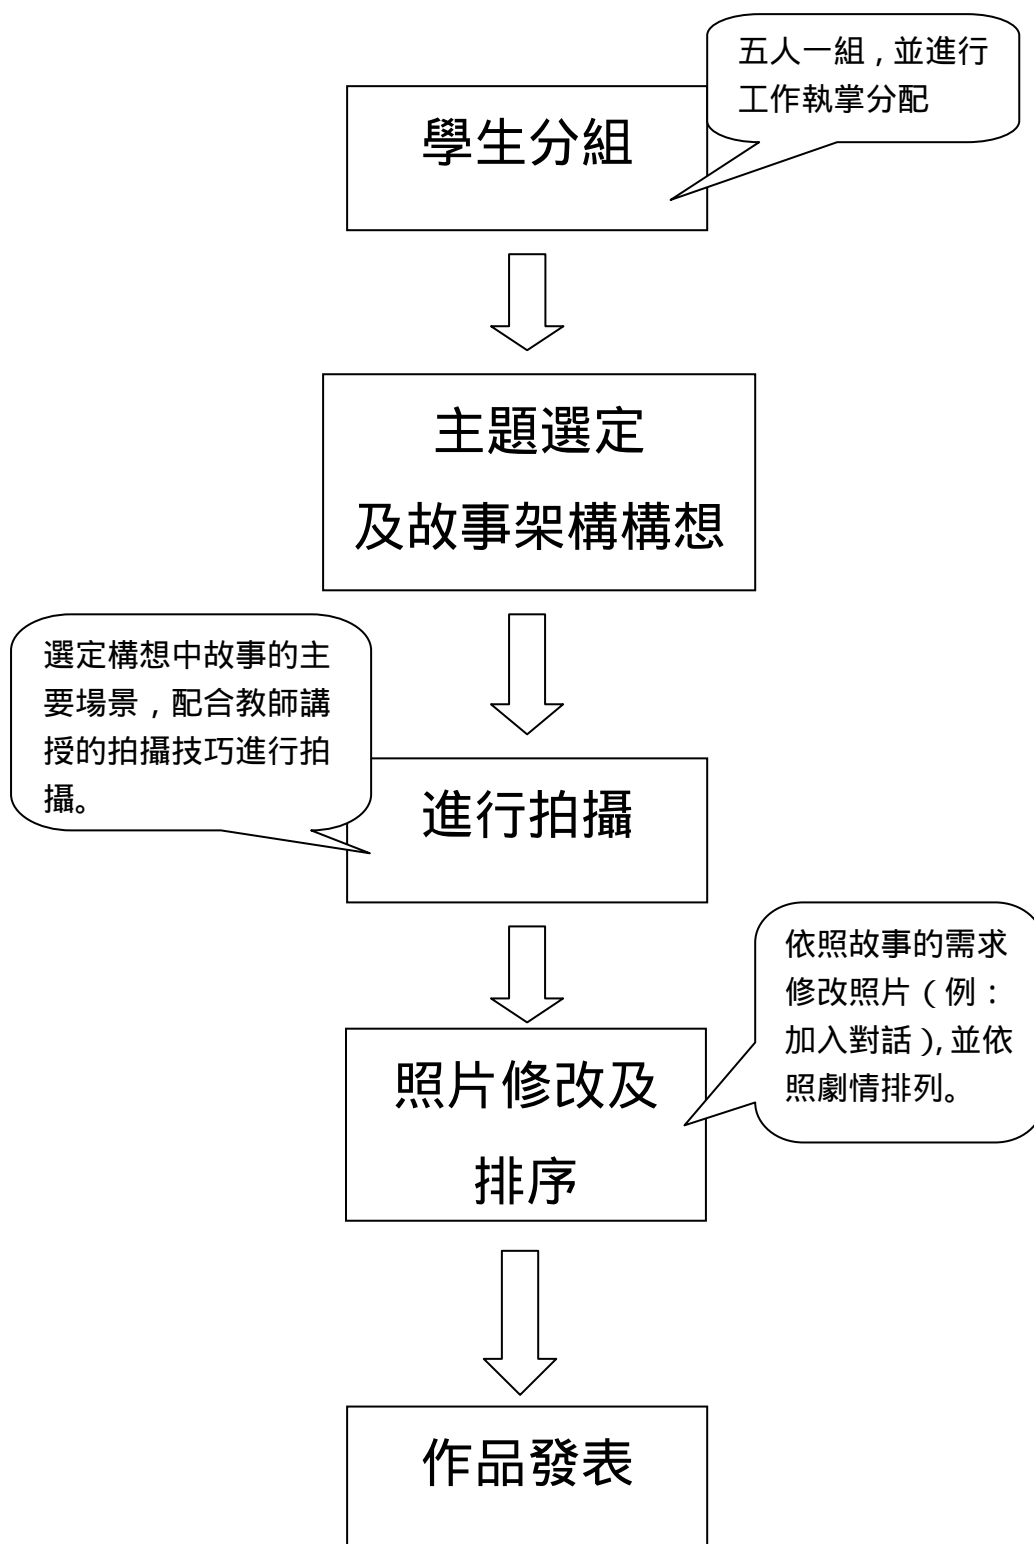 五人一組，並進行
工作執掌分配
學生分組
主題選定
及故事架構構想
選定構想中故事的主
要場景，配合教師講
授的拍攝技巧進行拍
攝。
進行拍攝
依照故事的需求
修改照片（例：
加入對話），並依
照劇情排列。
照片修改及
排序
作品發表